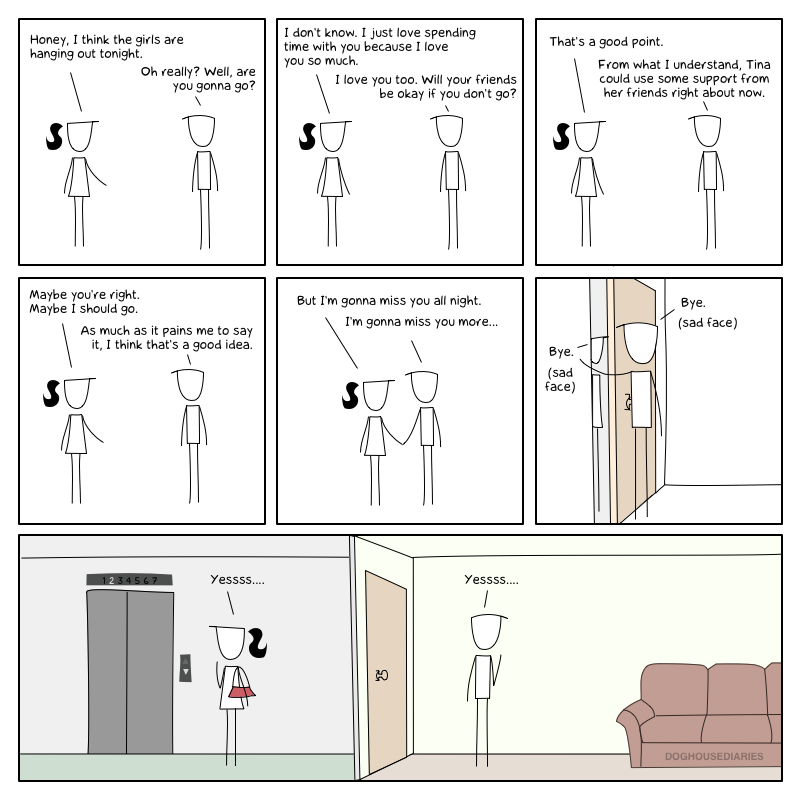 Honey, I think the girls are
hanging out tonight.
Oh really? Well, are
you gonna go?
I don't know. I just love spending
time with you because I love
you so much.
I love you too. Will your friends
be okay if you don't go?
That's a good point.
From what I understand, Tina
could use some support from
her friends right about now.
Maybe you're right.
Maybe I should go.
As much as it pains me to say
it, I think that's a good idea.
But I'm gonna miss you all night.
I'm gonna miss you more...
Bye.
(sad face)
Bye.
(sad
face)
1 2 3 4 5 6 7
Yessss....
Yessss....
DOGHOUSEDIARIES